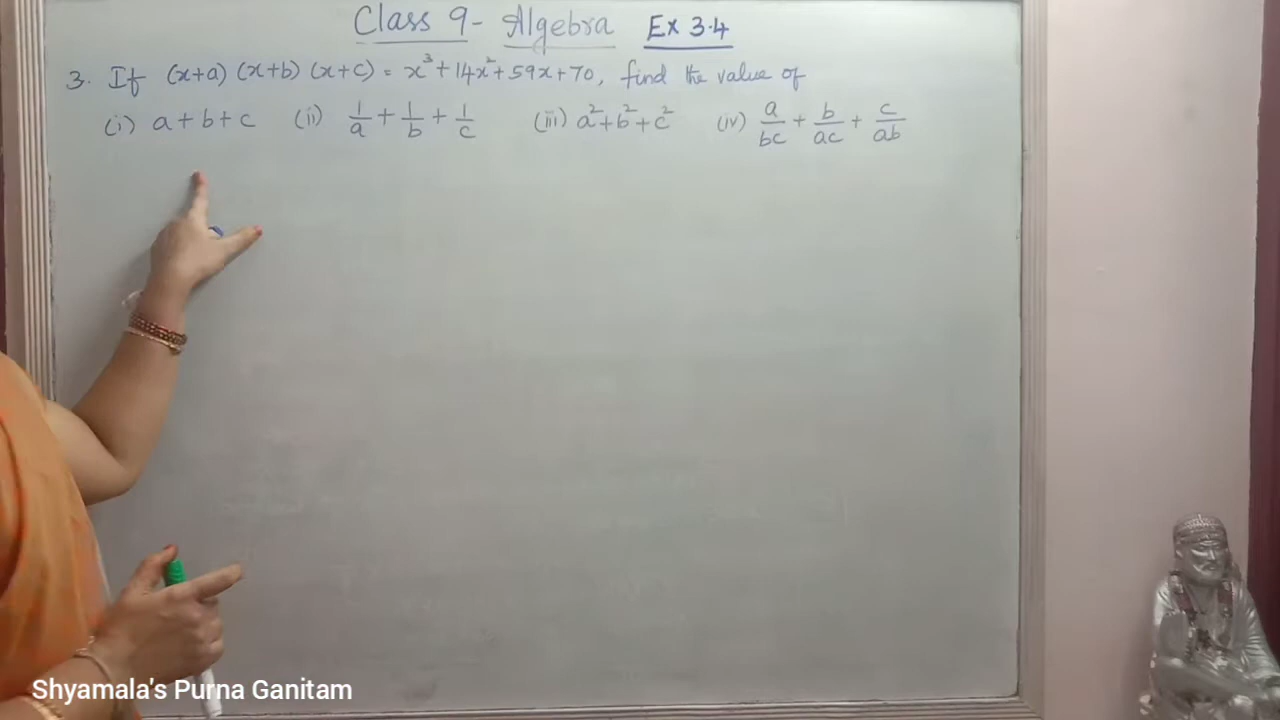 Class 9- Algebra Ex 3.4
3. If (x+a) (x+b) (x+c) = x³+14x²+59x+70, find the value of
(i) a+b+c (ii) 1/a + 1/b + 1/c (iii) a²+b²+c² (iv) a/bc + b/ac + c/ab
Shyamala's Purna Ganitam